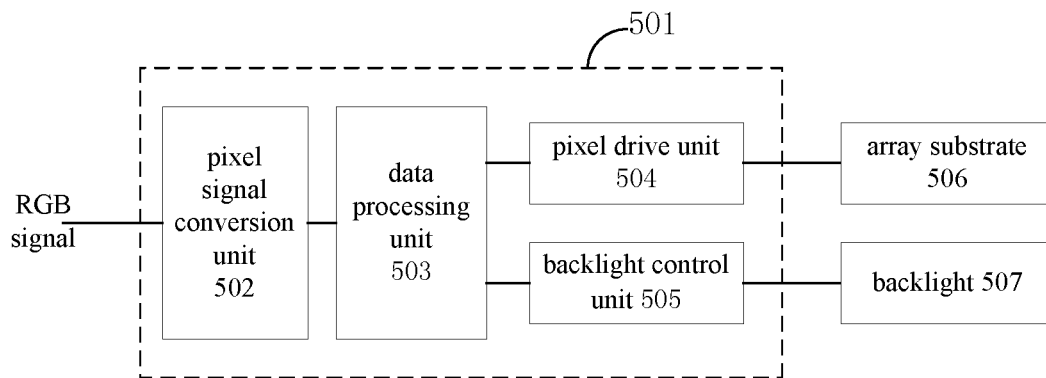 501
RGB
signal
pixel
signal
conversion
unit
502
data
processing
unit
503
pixel drive unit
504
backlight control
unit 505
array substrate
506
backlight 507